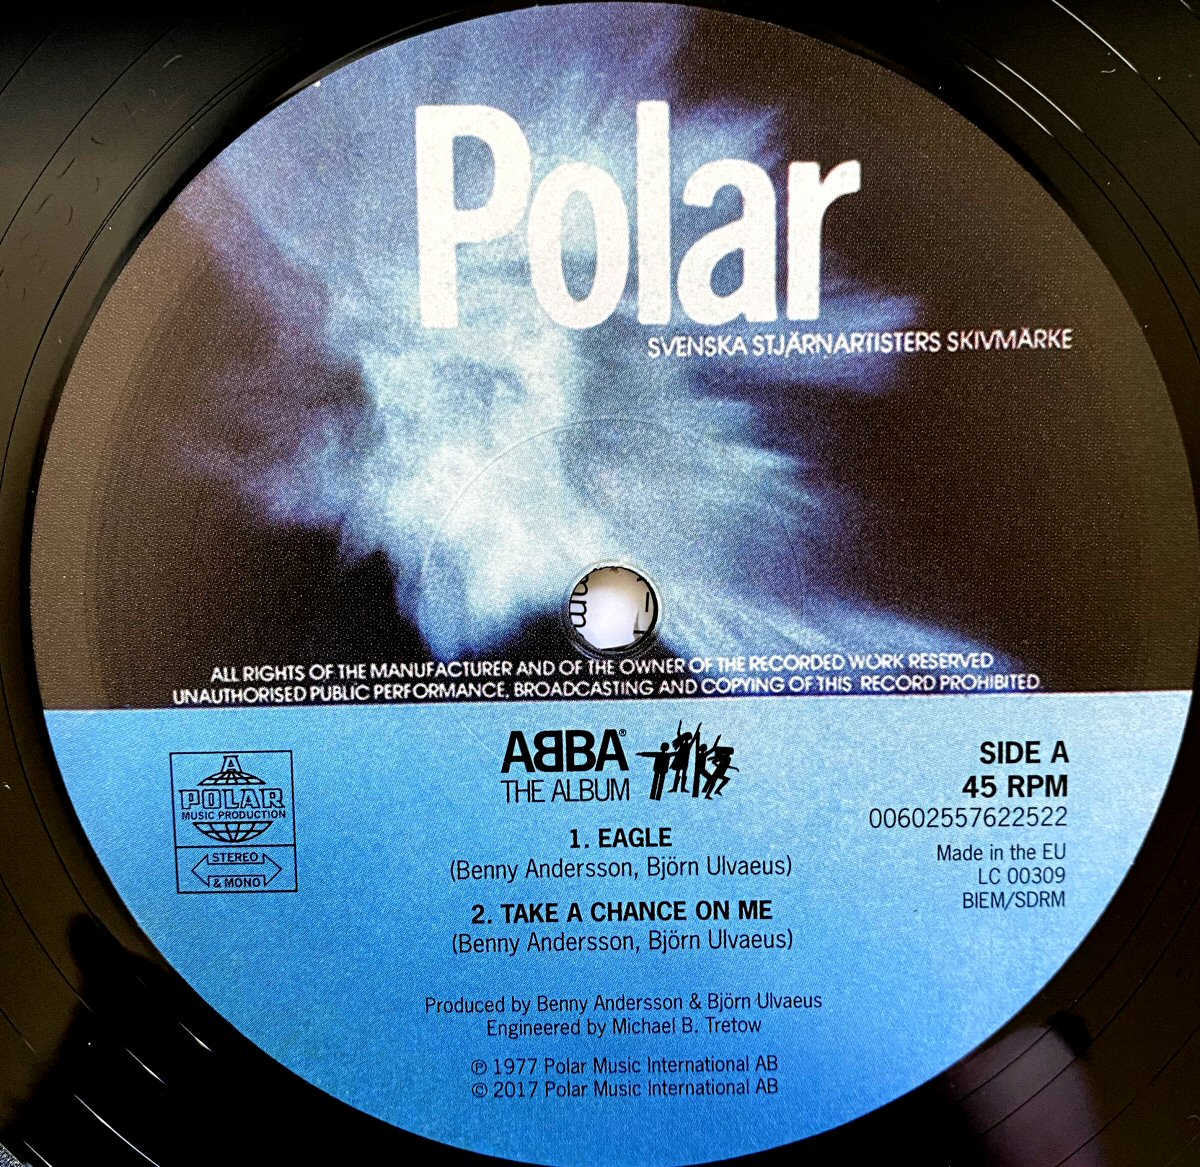 Polar
SVENSKA STJÄRNARTISTERS SKIVMÄRKE
ALL RIGHTS OF THE MANUFACTURER AND OF THE OWNER OF THE RECORDED WORK RESERVED
UNAUTHORISED PUBLIC PERFORMANCE, BROADCASTING AND COPYING OF THIS RECORD PROHIBITED
ABBA®
THE ALBUM
A
POLAR
MUSIC PRODUCTION
STEREO
& MONO
SIDE A
45 RPM
00602557622522
Made in the EU
LC 00309
BIEM/SDRM
1. EAGLE
(Benny Andersson, Björn Ulvaeus)
2. TAKE A CHANCE ON ME
(Benny Andersson, Björn Ulvaeus)
Produced by Benny Andersson & Björn Ulvaeus
Engineered by Michael B. Tretow
℗ 1977 Polar Music International AB
© 2017 Polar Music International AB